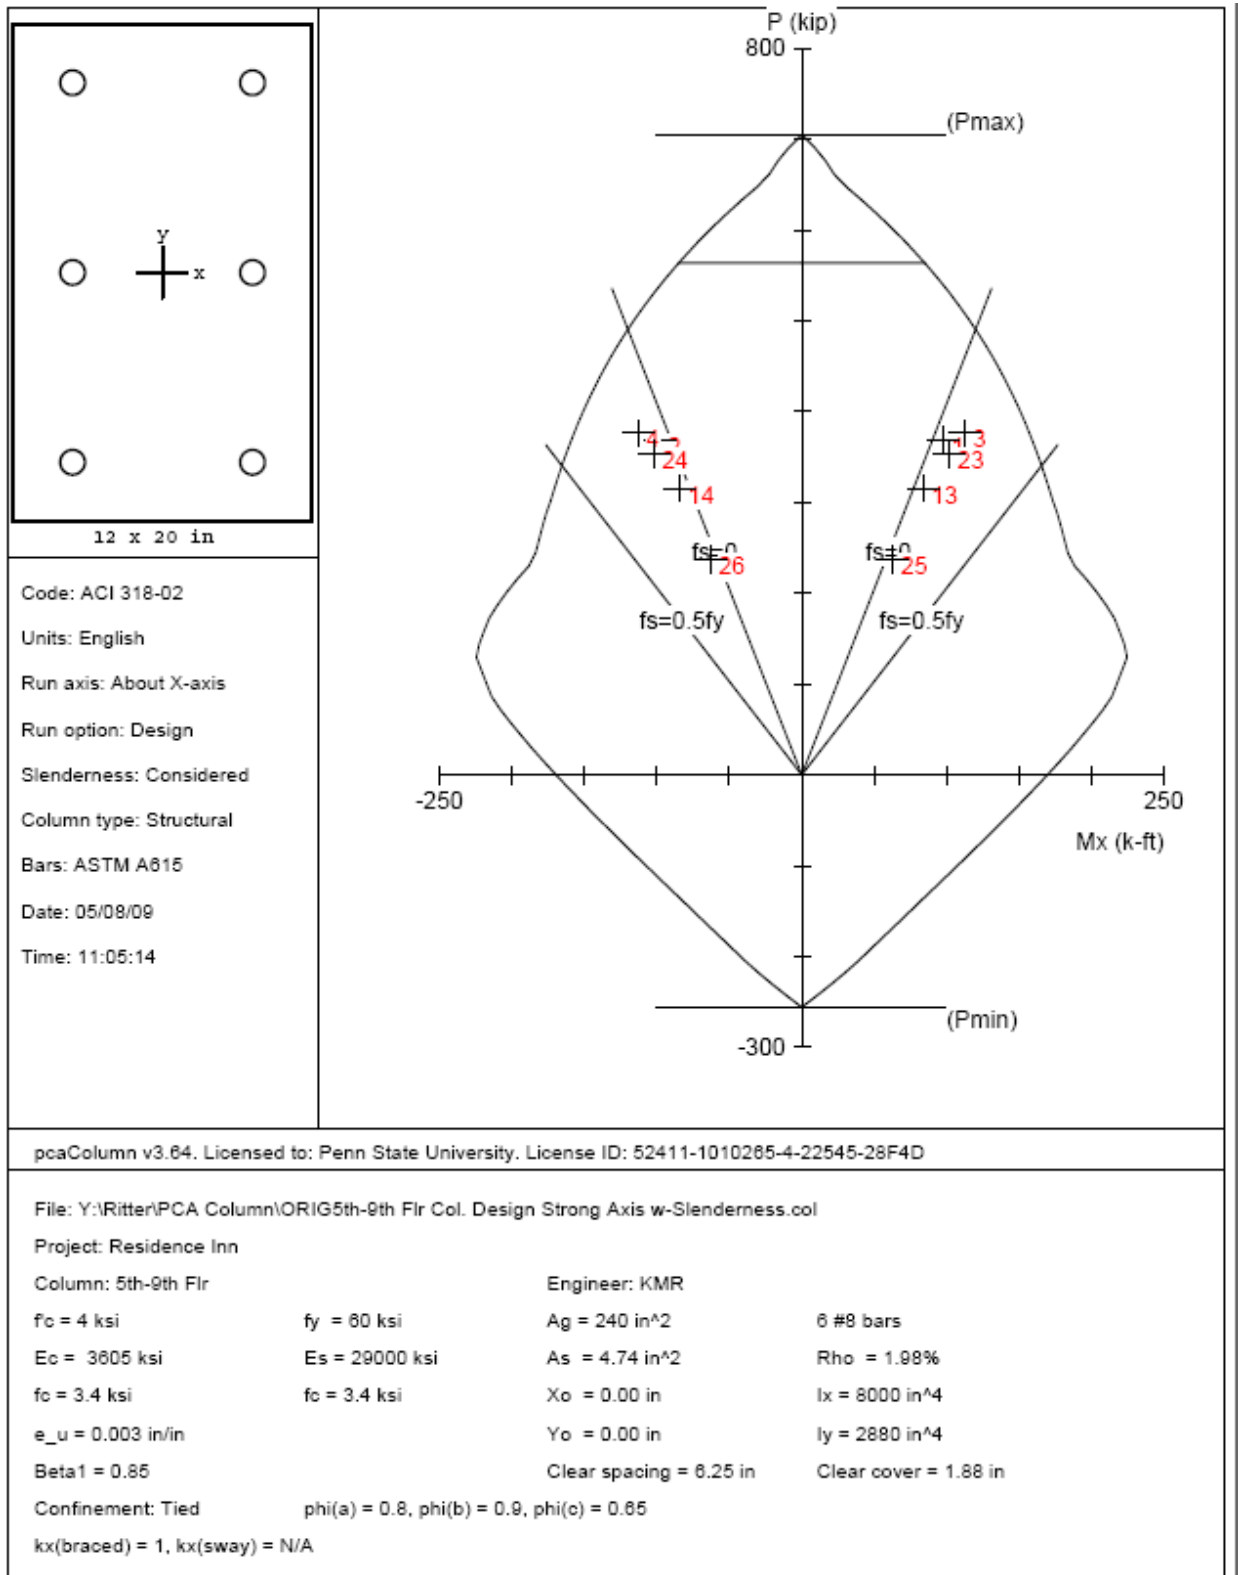 P (kip)
800
(Pmax)
y
x
4
24
14
26
3
23
13
25
fs=0
fs=0
fs=0.5fy
fs=0.5fy
-250
250
Mx (k-ft)
(Pmin)
-300
12 x 20 in
Code: ACI 318-02
Units: English
Run axis: About X-axis
Run option: Design
Slenderness: Considered
Column type: Structural
Bars: ASTM A615
Date: 05/08/09
Time: 11:05:14
pcaColumn v3.64. Licensed to: Penn State University. License ID: 52411-1010265-4-22545-28F4D
File: Y:\Ritter\PCA Column\ORIG5th-9th Flr Col. Design Strong Axis w-Slenderness.col
Project: Residence Inn
Column: 5th-9th Flr Engineer: KMR
f'c = 4 ksi fy = 60 ksi Ag = 240 in^2 6 #8 bars
Ec = 3605 ksi Es = 29000 ksi As = 4.74 in^2 Rho = 1.98%
fc = 3.4 ksi fc = 3.4 ksi Xo = 0.00 in Ix = 8000 in^4
e_u = 0.003 in/in Yo = 0.00 in Iy = 2880 in^4
Beta1 = 0.85 Clear spacing = 6.25 in Clear cover = 1.88 in
Confinement: Tied phi(a) = 0.8, phi(b) = 0.9, phi(c) = 0.65
kx(braced) = 1, kx(sway) = N/A